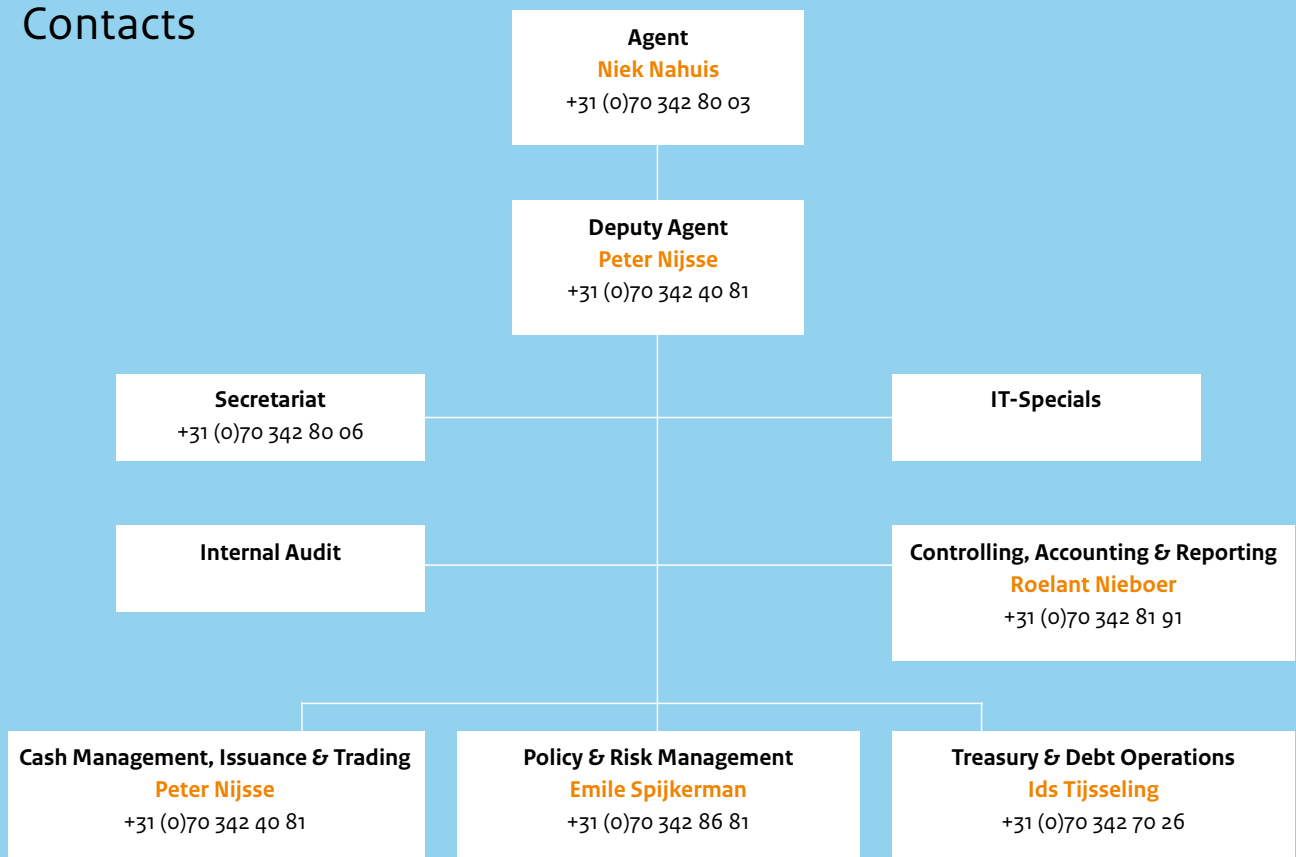 Contacts
Agent
Niek Nahuis
+31 (0)70 342 80 03
Deputy Agent
Peter Nijsse
+31 (0)70 342 40 81
Secretariat
+31 (0)70 342 80 06
IT-Specials
Internal Audit
Controlling, Accounting & Reporting
Roelant Nieboer
+31 (0)70 342 81 91
Cash Management, Issuance & Trading
Peter Nijsse
+31 (0)70 342 40 81
Policy & Risk Management
Emile Spijkerman
+31 (0)70 342 86 81
Treasury & Debt Operations
Ids Tijsseling
+31 (0)70 342 70 26